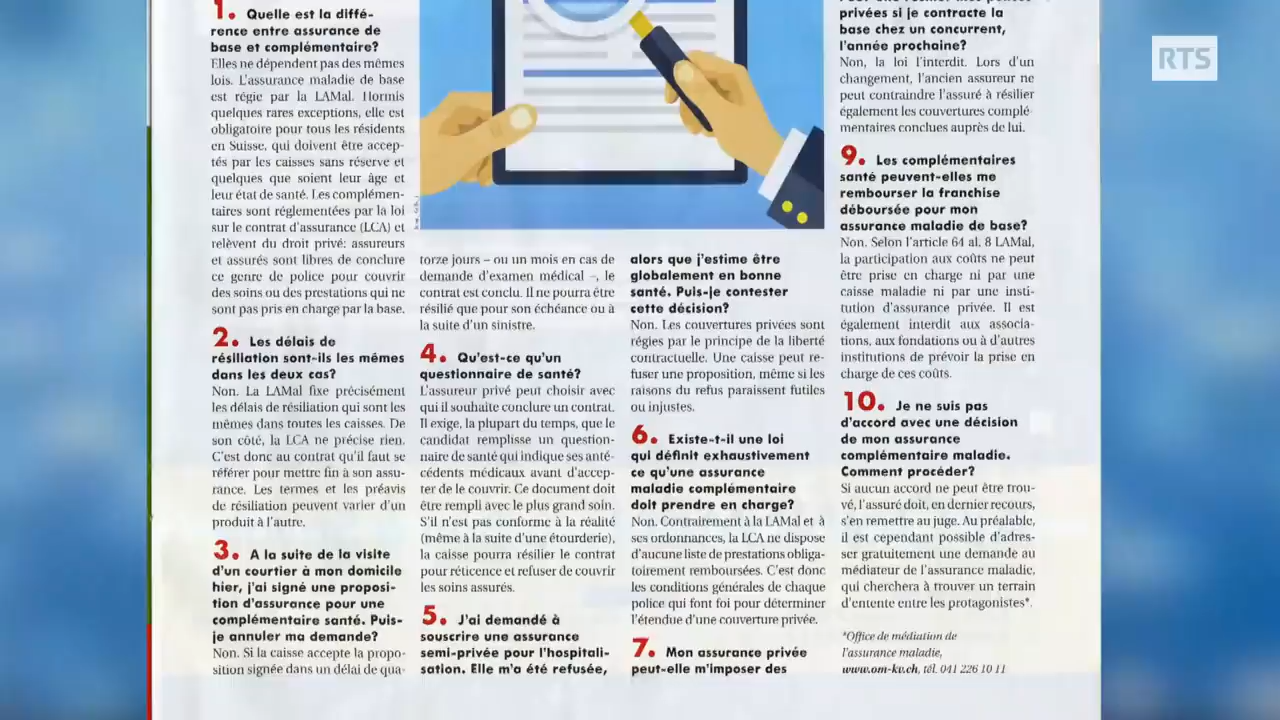 1. Quelle est la diffé-
rence entre assurance de
base et complémentaire?
Elles ne dépendent pas des mêmes
lois. L'assurance maladie de base
est régie par la LAMal. Hormis
quelques rares exceptions, elle est
obligatoire pour tous les résidents
en Suisse, qui doivent être accep-
tés par les caisses sans réserve et
quelques que soient leur âge et
leur état de santé. Les complémen-
taires sont réglementées par la loi
sur le contrat d'assurance (LCA) et
relèvent du droit privé: assureurs
et assurés sont libres de conclure
ce genre de police pour couvrir
des soins ou des prestations qui ne
sont pas pris en charge par la base.
2. Les délais de
résiliation sont-ils les mêmes
dans les deux cas?
Non. La LAMal fixe précisément
les délais de résiliation qui sont les
mêmes dans toutes les caisses. De
son côté, la LCA ne précise rien.
C'est donc au contrat qu'il faut se
référer pour mettre fin à son assu-
rance. Les termes et les préavis
de résiliation peuvent varier d'un
produit à l'autre.
3. A la suite de la visite
d'un courtier à mon domicile
hier, j'ai signé une proposi-
tion d'assurance pour une
complémentaire santé. Puis-
je annuler ma demande?
Non. Si la caisse accepte la propo-
sition signée dans un délai de qua-
torze jours – ou un mois en cas de
demande d'examen médical –, le
contrat est conclu. Il ne pourra être
résilié que pour son échéance ou à
la suite d'un sinistre.
4. Qu'est-ce qu'un
questionnaire de santé?
L'assureur privé peut choisir avec
qui il souhaite conclure un contrat.
Il exige, la plupart du temps, que le
candidat remplisse un question-
naire de santé qui indique ses anté-
cédents médicaux avant d'accep-
ter de le couvrir. Ce document doit
être rempli avec le plus grand soin.
S'il n'est pas conforme à la réalité
(même à la suite d'une étourderie),
la caisse pourra résilier le contrat
pour réticence et refuser de couvrir
les soins assurés.
5. J'ai demandé à
souscrire une assurance
semi-privée pour l'hospitali-
sation. Elle m'a été refusée,
alors que j'estime être
globalement en bonne
santé. Puis-je contester
cette décision?
Non. Les couvertures privées sont
régies par le principe de la liberté
contractuelle. Une caisse peut re-
fuser une proposition, même si les
raisons du refus paraissent futiles
ou injustes.
6. Existe-t-il une loi
qui définit exhaustivement
ce qu'une assurance
maladie complémentaire
doit prendre en charge?
Non. Contrairement à la LAMal et à
ses ordonnances, la LCA ne dispose
d'aucune liste de prestations obliga-
toirement remboursées. C'est donc
les conditions générales de chaque
police qui font foi pour déterminer
l'étendue d'une couverture privée.
7. Mon assurance privée
peut-elle m'imposer des
privées si je contracte la
base chez un concurrent,
l'année prochaine?
Non, la loi l'interdit. Lors d'un
changement, l'ancien assureur ne
peut contraindre l'assuré à résilier
également les couvertures complé-
mentaires conclues auprès de lui.
9. Les complémentaires
santé peuvent-elles me
rembourser la franchise
déboursée pour mon
assurance maladie de base?
Non. Selon l'article 64 al. 8 LAMal,
la participation aux coûts ne peut
être prise en charge ni par une
caisse maladie ni par une insti-
tution d'assurance privée. Il est
également interdit aux associa-
tions, aux fondations ou à d'autres
institutions de prévoir la prise en
charge de ces coûts.
10. Je ne suis pas
d'accord avec une décision
de mon assurance
complémentaire maladie.
Comment procéder?
Si aucun accord ne peut être trou-
vé, l'assuré doit, en dernier recours,
s'en remettre au juge. Au préalable,
il est cependant possible d'adres-
ser gratuitement une demande au
médiateur de l'assurance maladie,
qui cherchera à trouver un terrain
d'entente entre les protagonistes*.
*Office de médiation de
l'assurance maladie,
www.om-kv.ch, tél. 041 226 10 11
RTS